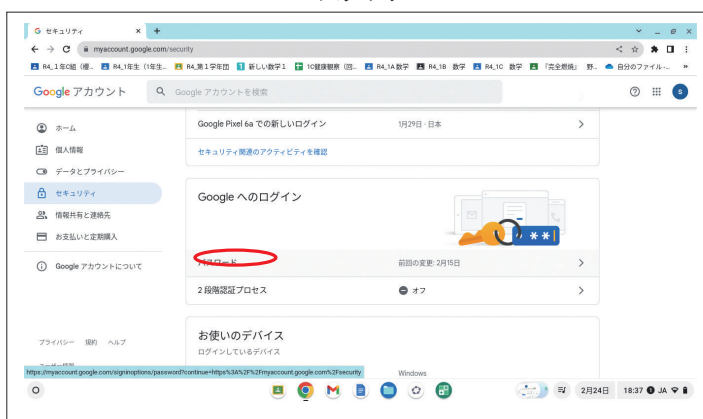 セキュリティ
myaccount.google.com/security
R4_1年C組（櫻..
R4_1年生（1年生..
R4_第1学年団
新しい数学1
1C健康観察（回..
R4_1A 数学
R4_1B 数学
R4_1C 数学
『完全燃焼』 野..
自分のファイル -..
Google アカウント
Google アカウントを検索
S
ホーム
個人情報
データとプライバシー
セキュリティ
情報共有と連絡先
お支払いと定期購入
Google アカウントについて
プライバシー 規約 ヘルプ
Google Pixel 6a での新しいログイン 1月29日 - 日本
セキュリティ関連のアクティビティを確認
Google へのログイン
**
パスワード 前回の変更: 2月15日
2 段階認証プロセス オフ
お使いのデバイス
ログインしているデバイス
Windows
https://myaccount.google.com/signinoptions/password?continue=https%3A%2F%2Fmyaccount.google.com%2Fsecurity
2月24日 18:37 JA